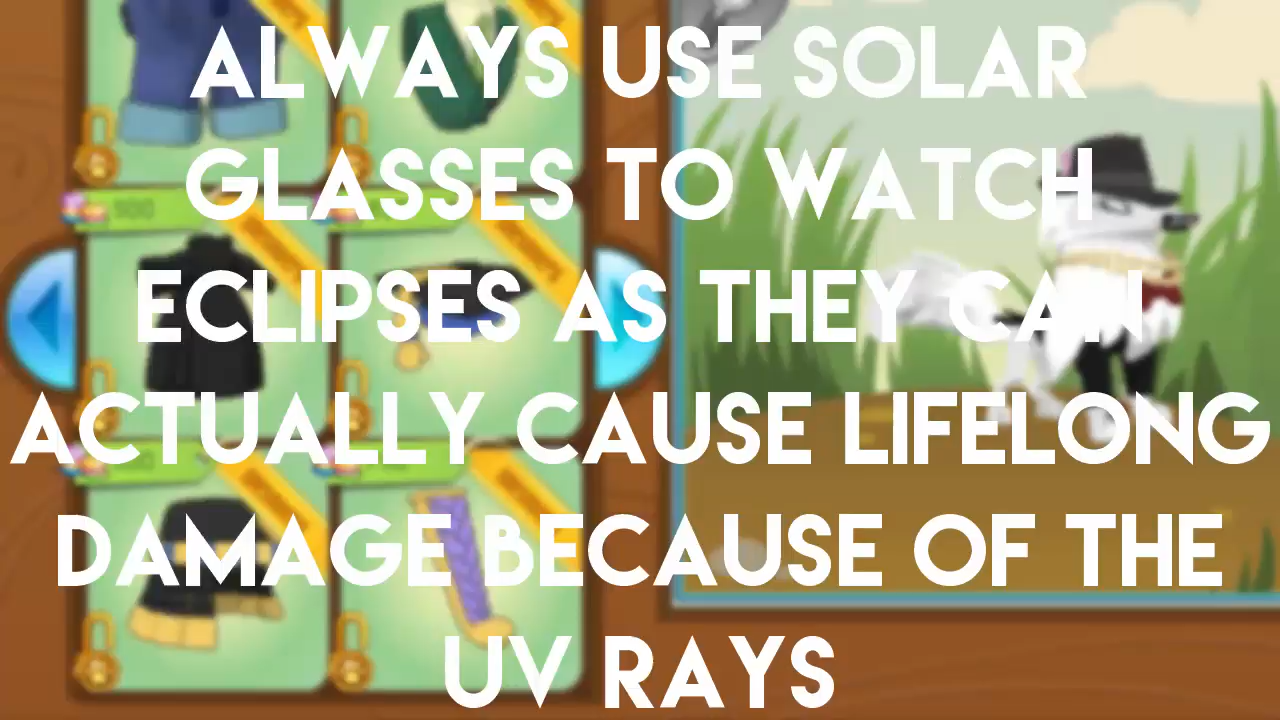 ALWAYS USE SOLAR
GLASSES TO WATCH
ECLIPSES AS THEY CAN
ACTUALLY CAUSE LIFELONG
DAMAGE BECAUSE OF THE
UV RAYS